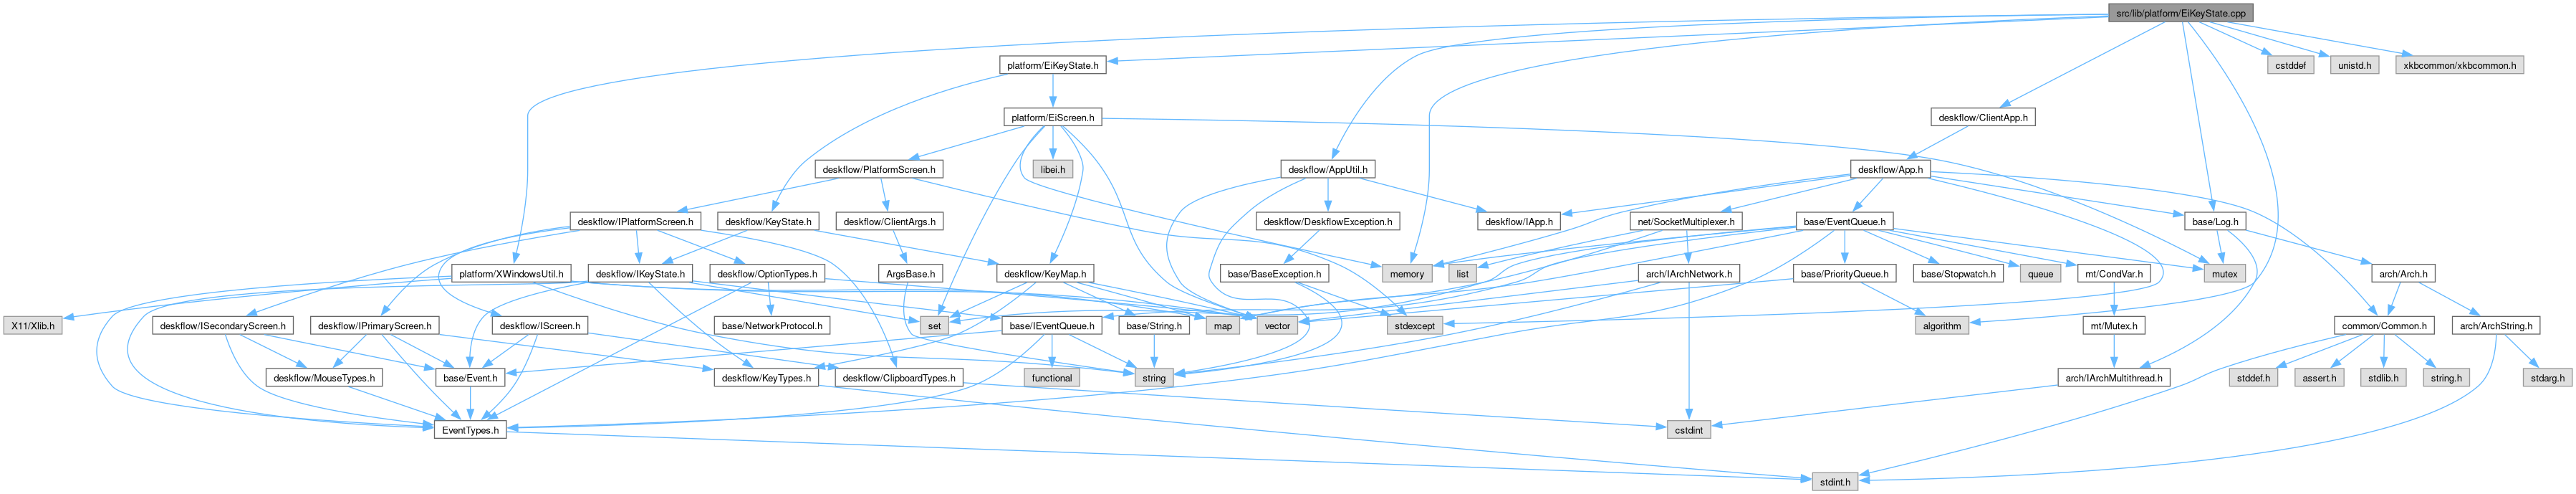 src/lib/platform/EiKeyState.cpp
platform/EiKeyState.h
cstddef
unistd.h
xkbcommon/xkbcommon.h
platform/EiScreen.h
deskflow/ClientApp.h
deskflow/PlatformScreen.h
libei.h
deskflow/AppUtil.h
deskflow/App.h
deskflow/IPlatformScreen.h
deskflow/KeyState.h
deskflow/ClientArgs.h
deskflow/DeskflowException.h
deskflow/IApp.h
net/SocketMultiplexer.h
base/EventQueue.h
base/Log.h
platform/XWindowsUtil.h
deskflow/IKeyState.h
deskflow/OptionTypes.h
ArgsBase.h
deskflow/KeyMap.h
base/BaseException.h
memory
list
arch/IArchNetwork.h
base/PriorityQueue.h
base/Stopwatch.h
queue
mt/CondVar.h
mutex
arch/Arch.h
X11/Xlib.h
deskflow/ISecondaryScreen.h
deskflow/IPrimaryScreen.h
deskflow/IScreen.h
base/NetworkProtocol.h
set
base/IEventQueue.h
base/String.h
map
vector
stdexcept
algorithm
mt/Mutex.h
common/Common.h
arch/ArchString.h
deskflow/MouseTypes.h
base/Event.h
deskflow/KeyTypes.h
deskflow/ClipboardTypes.h
functional
string
arch/IArchMultithread.h
stddef.h
assert.h
stdlib.h
string.h
stdarg.h
EventTypes.h
cstdint
stdint.h